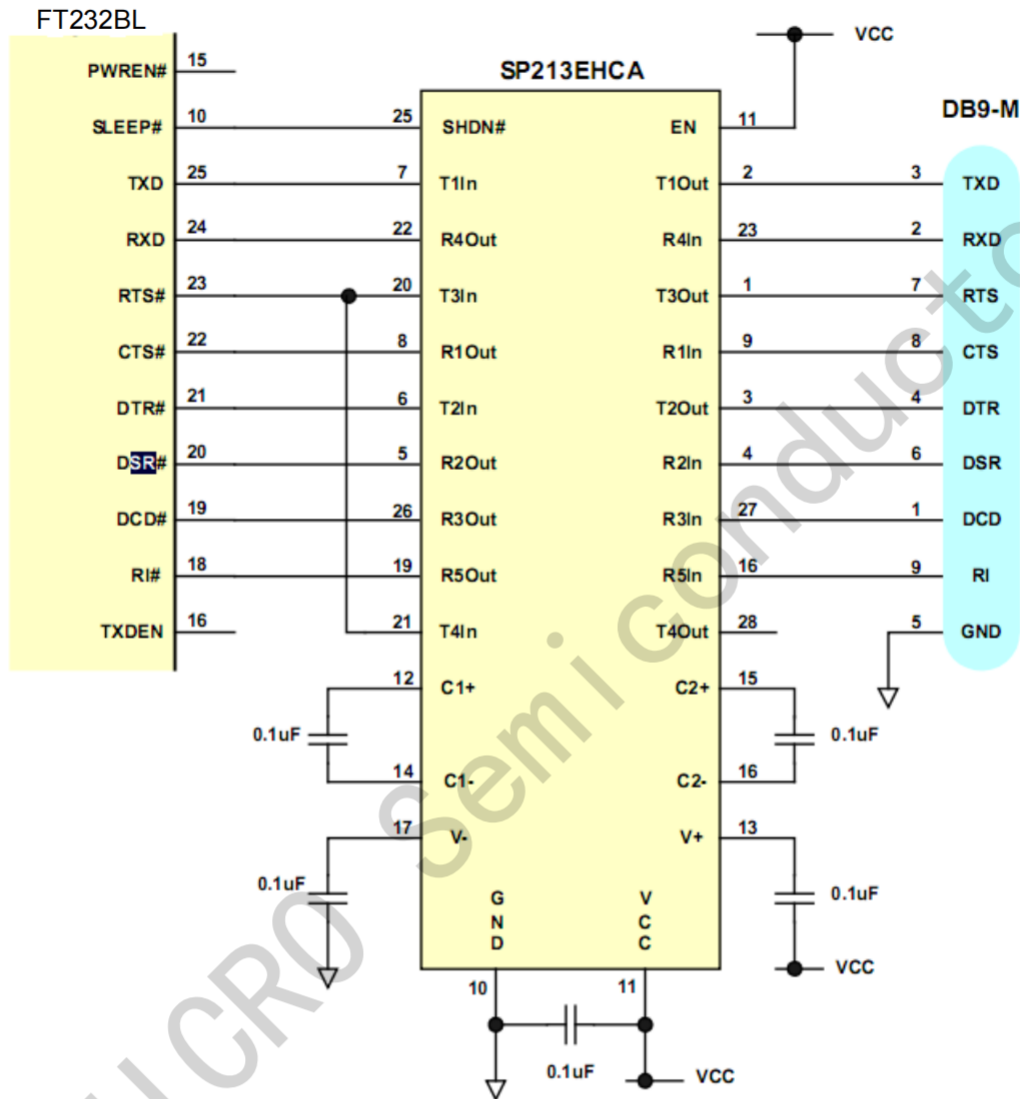 FT232BL
SP213EHCA
VCC
DB9-M
PWREN# 15
SLEEP# 10 25 SHDN# EN 11
TXD 25 7 T1In T1Out 2 3 TXD
RXD 24 22 R4Out R4In 23 2 RXD
RTS# 23 20 T3In T3Out 1 7 RTS
CTS# 22 8 R1Out R1In 9 8 CTS
DTR# 21 6 T2In T2Out 3 4 DTR
DSR# 20 5 R2Out R2In 4 6 DSR
DCD# 19 26 R3Out R3In 27 1 DCD
RI# 18 19 R5Out R5In 16 9 RI
TXDEN 16 21 T4In T4Out 28 5 GND
12 C1+ C2+ 15
0.1uF 0.1uF
14 C1- C2- 16
17 V- V+ 13
0.1uF 0.1uF
GND VCC
VCC
10 11
0.1uF VCC
CRO Semiconducto